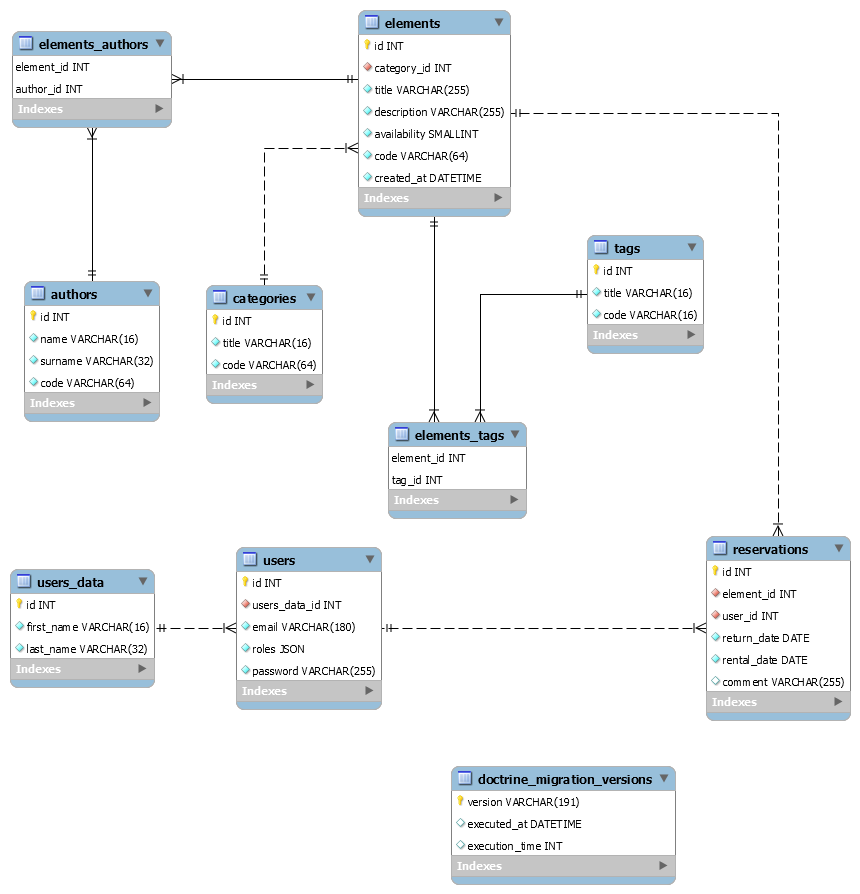 elements
id INT
category_id INT
title VARCHAR(255)
description VARCHAR(255)
availability SMALLINT
code VARCHAR(64)
created_at DATETIME
Indexes
elements_authors
element_id INT
author_id INT
Indexes
tags
id INT
title VARCHAR(16)
code VARCHAR(16)
Indexes
authors
id INT
name VARCHAR(16)
surname VARCHAR(32)
code VARCHAR(64)
Indexes
categories
id INT
title VARCHAR(16)
code VARCHAR(64)
Indexes
elements_tags
element_id INT
tag_id INT
Indexes
users_data
id INT
first_name VARCHAR(16)
last_name VARCHAR(32)
Indexes
users
id INT
users_data_id INT
email VARCHAR(180)
roles JSON
password VARCHAR(255)
Indexes
reservations
id INT
element_id INT
user_id INT
return_date DATE
rental_date DATE
comment VARCHAR(255)
Indexes
doctrine_migration_versions
version VARCHAR(191)
executed_at DATETIME
execution_time INT
Indexes